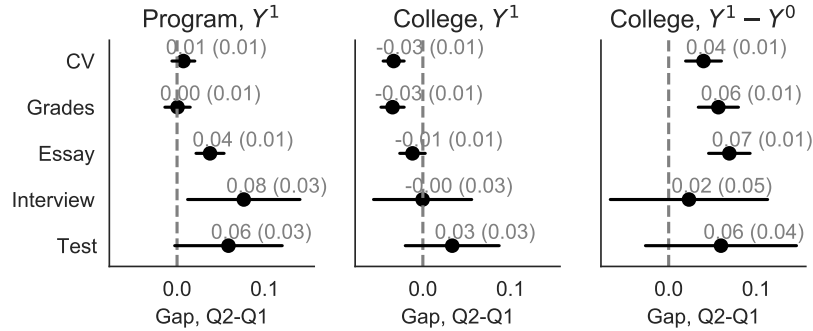 Program, Y¹
College, Y¹
College, Y¹ − Y⁰
CV
0.01 (0.01)
-0.03 (0.01)
0.04 (0.01)
Grades
0.00 (0.01)
-0.03 (0.01)
0.06 (0.01)
Essay
0.04 (0.01)
-0.01 (0.01)
0.07 (0.01)
Interview
0.08 (0.03)
-0.00 (0.03)
0.02 (0.05)
Test
0.06 (0.03)
0.03 (0.03)
0.06 (0.04)
0.0 0.1
0.0 0.1
0.0 0.1
Gap, Q2-Q1
Gap, Q2-Q1
Gap, Q2-Q1